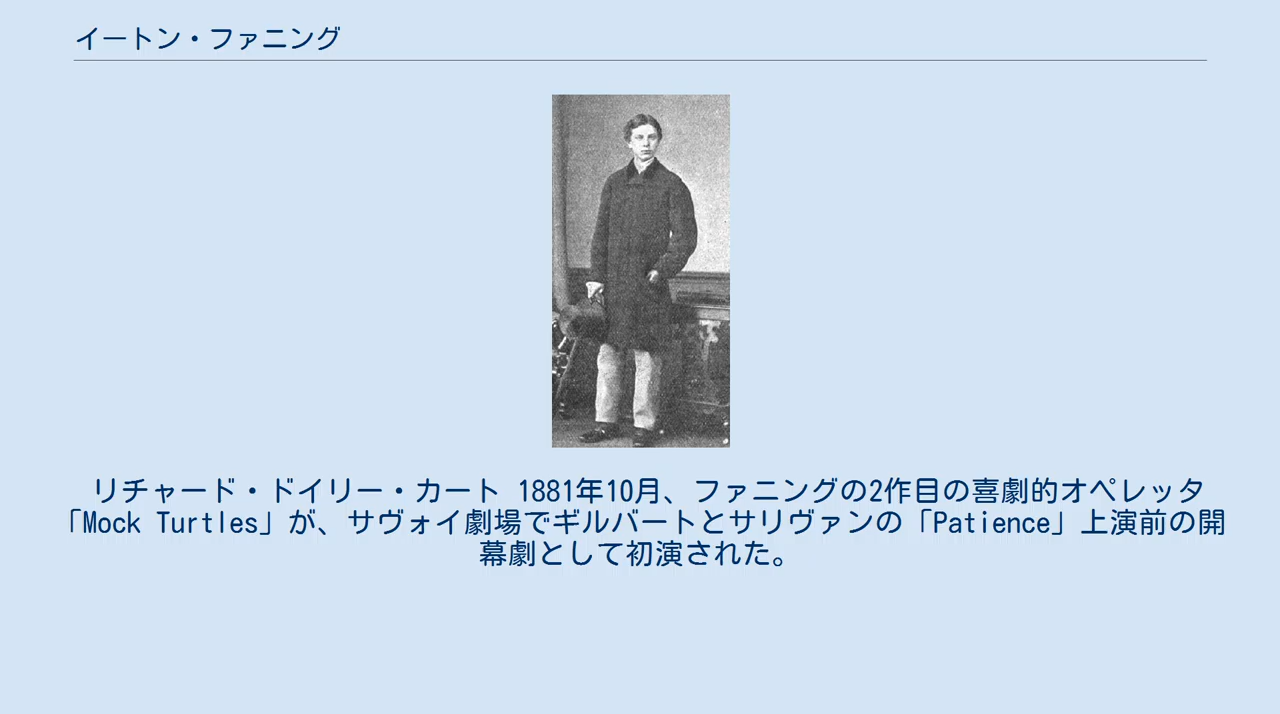 イートン・ファニング
リチャード・ドイリー・カート 1881年10月、ファニングの2作目の喜劇的オペレッタ
「Mock Turtles」が、サヴォイ劇場でギルバートとサリヴァンの「Patience」上演前の開
幕劇として初演された。